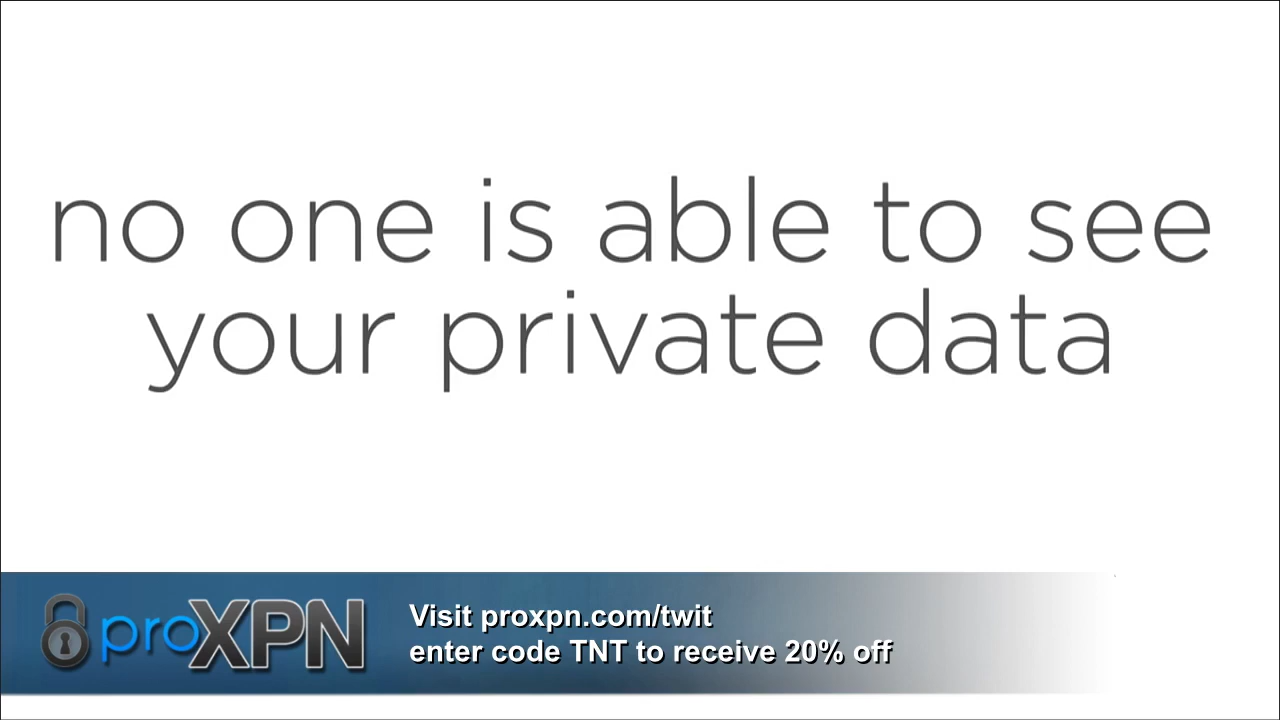 no one is able to see
your private data
proXPN
Visit proxpn.com/twit
enter code TNT to receive 20% off